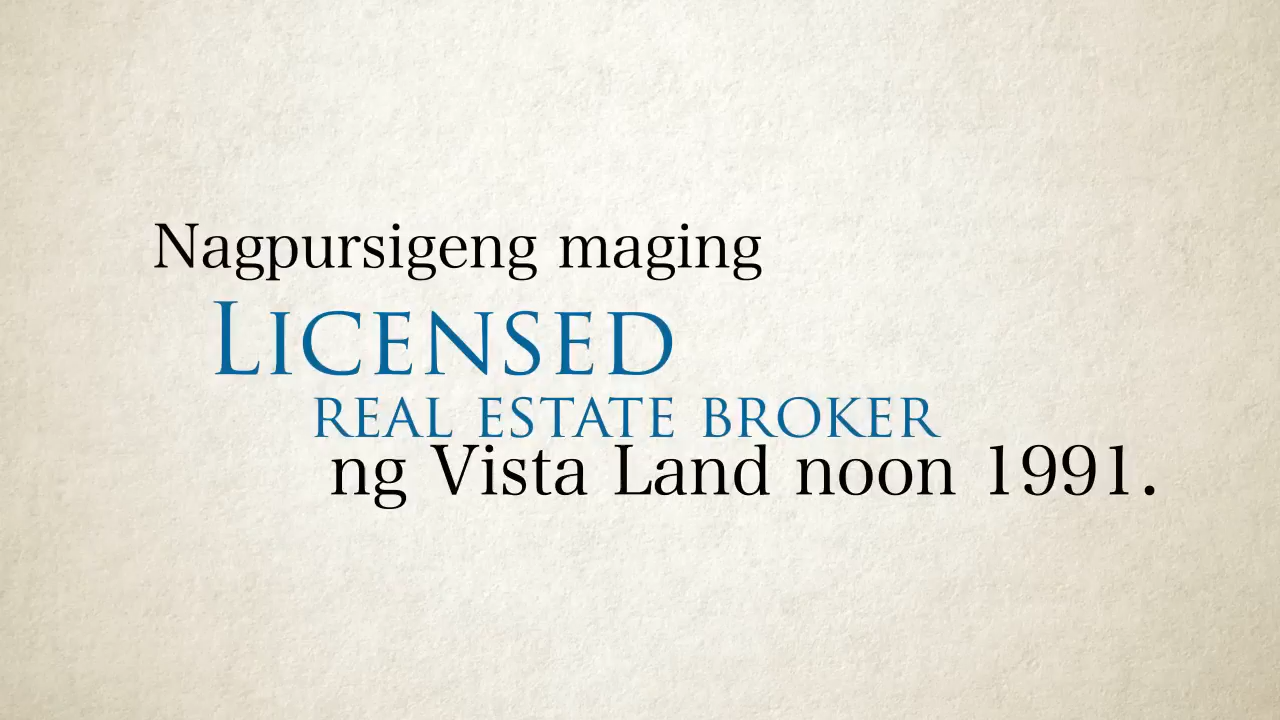 Nagpursigeng maging
LICENSED
REAL ESTATE BROKER
ng Vista Land noon 1991.